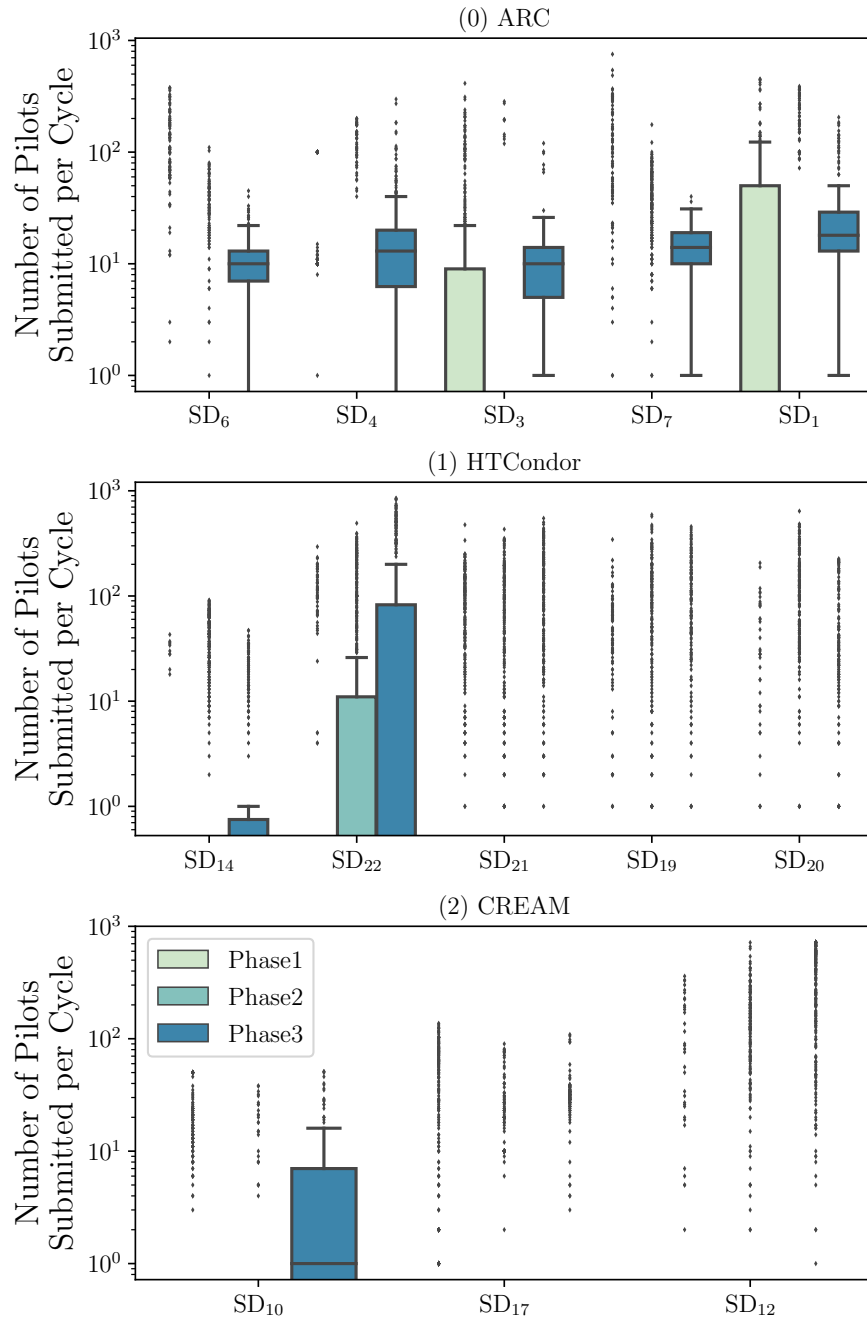 (0) ARC
Number of Pilots
Submitted per Cycle
10³
10²
10¹
10⁰
SD₆ SD₄ SD₃ SD₇ SD₁
(1) HTCondor
Number of Pilots
Submitted per Cycle
10³
10²
10¹
10⁰
SD₁₄ SD₂₂ SD₂₁ SD₁₉ SD₂₀
(2) CREAM
Number of Pilots
Submitted per Cycle
10³
10²
10¹
10⁰
Phase1
Phase2
Phase3
SD₁₀ SD₁₇ SD₁₂